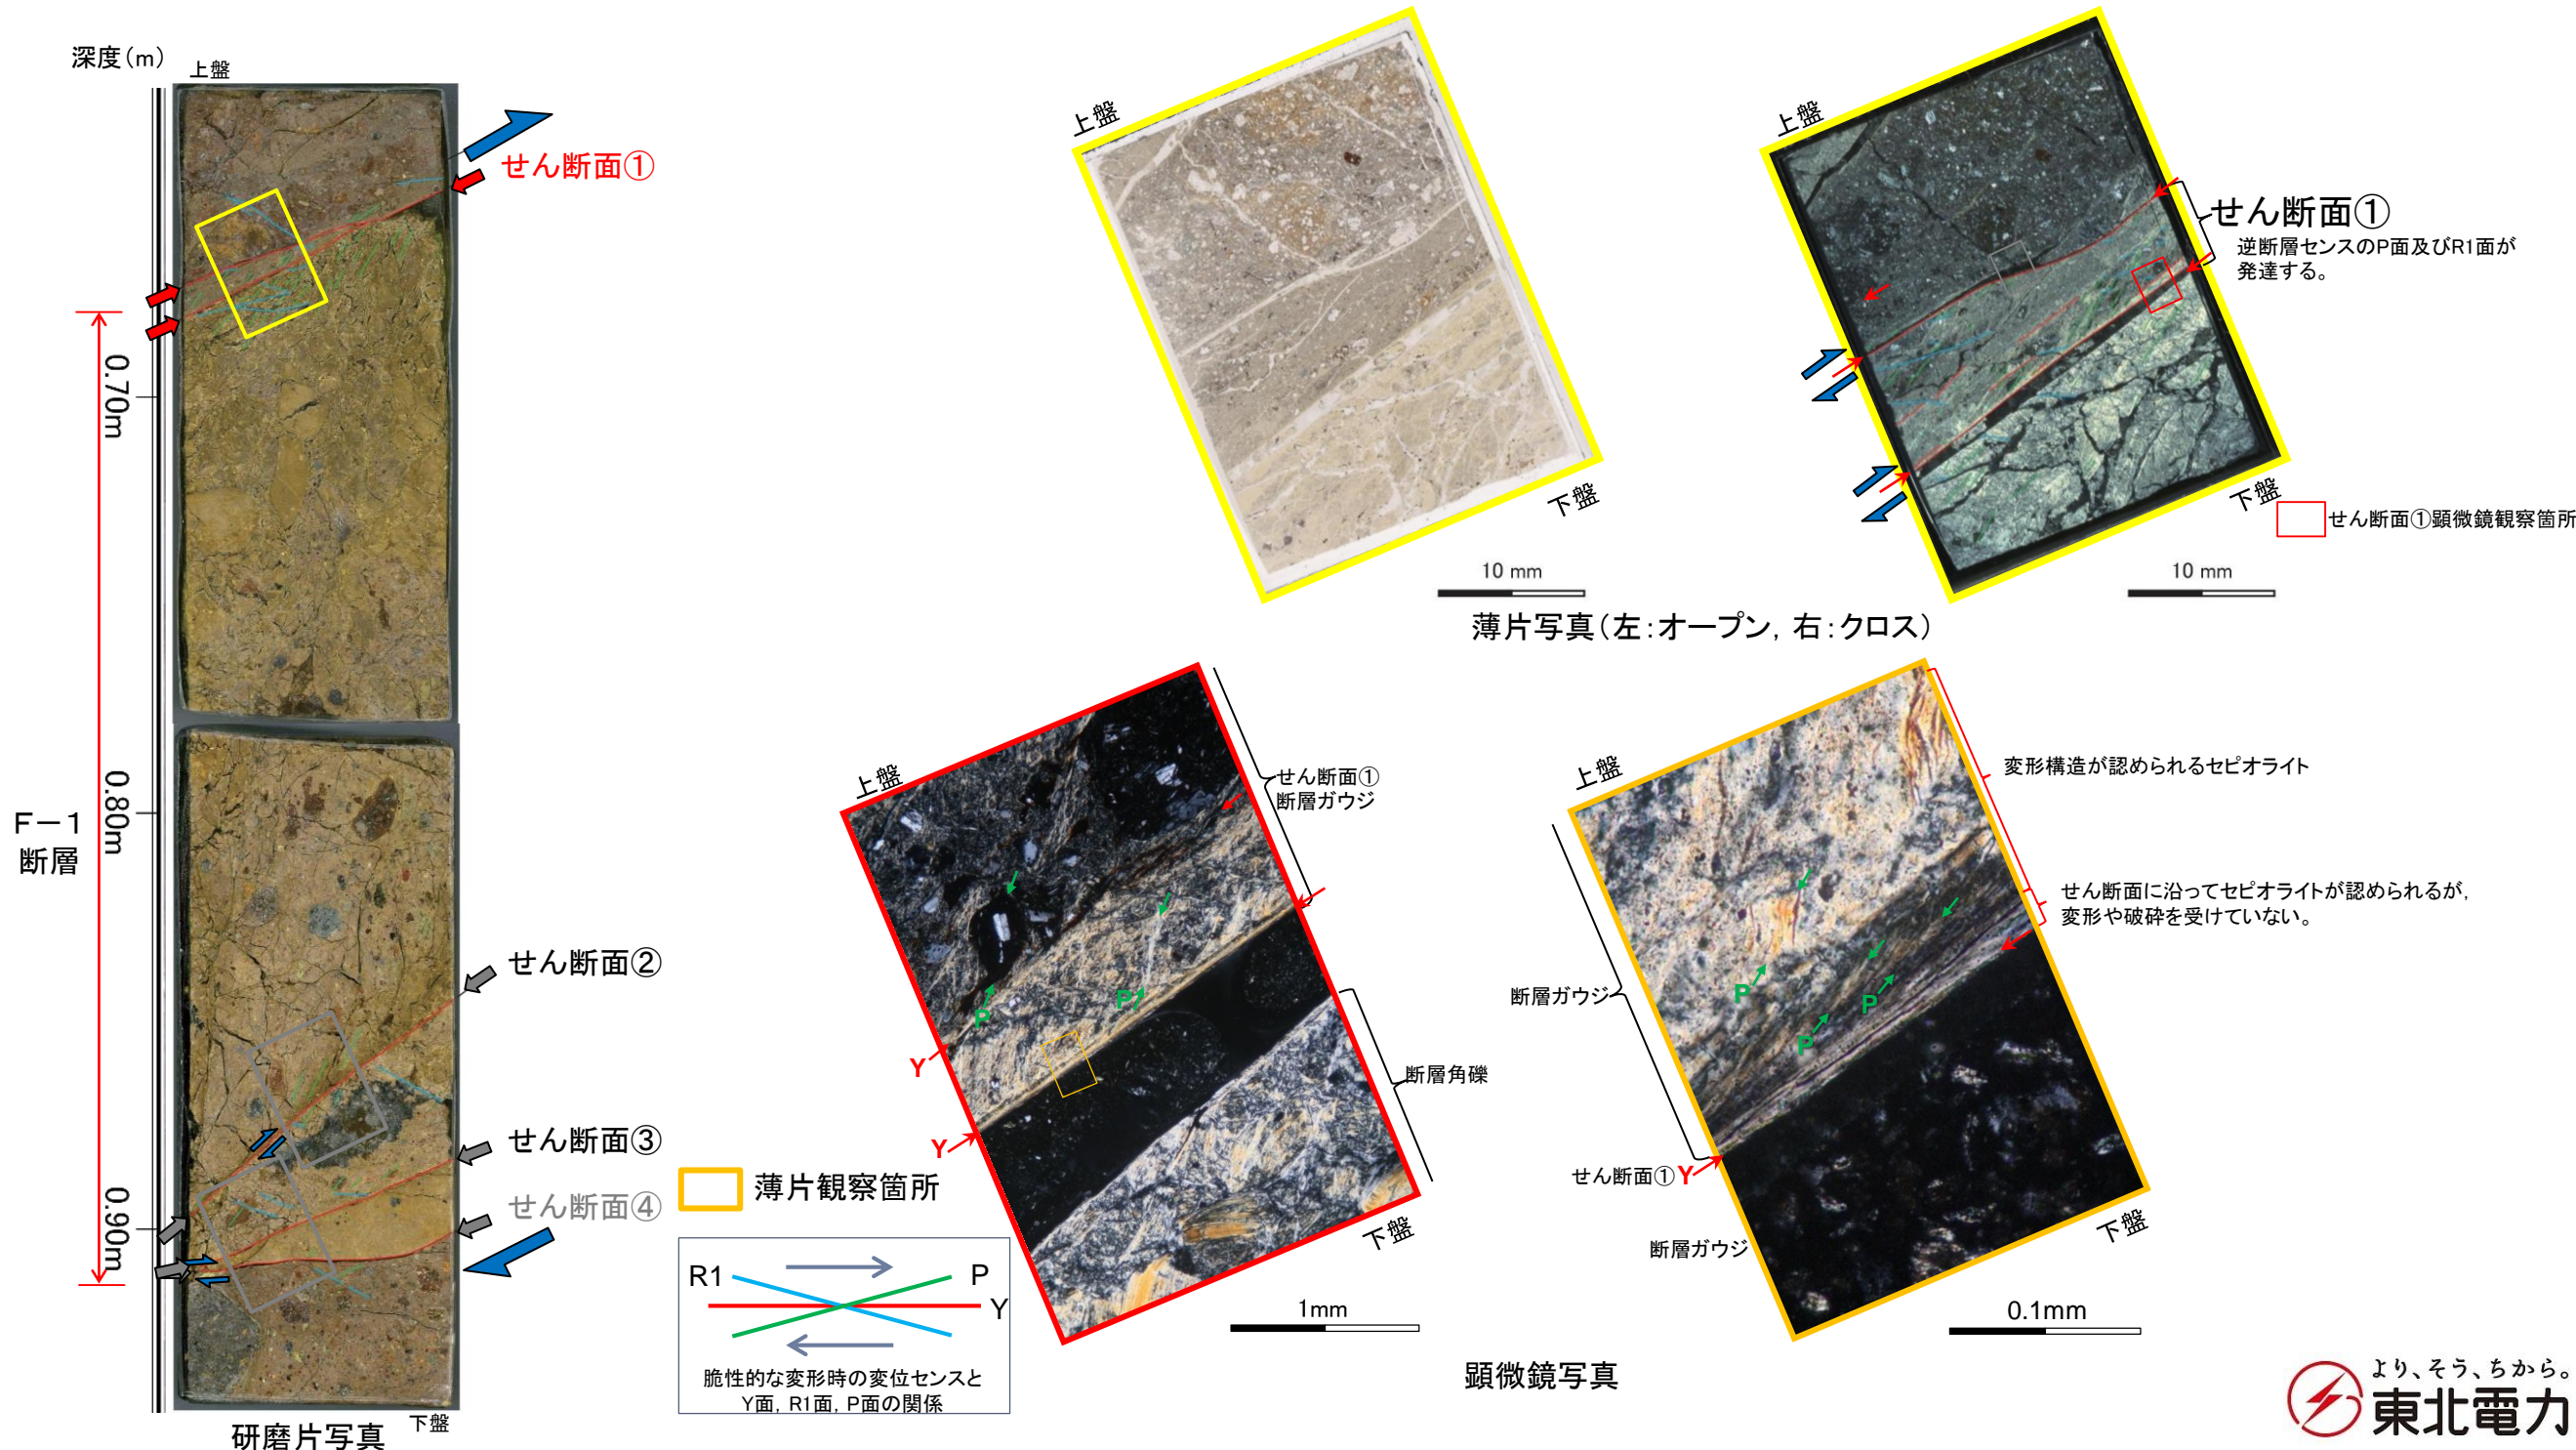 深度(m)
上盤
せん断面①
0.70m
0.80m
F-1
断層
せん断面②
せん断面③
せん断面④
0.90m
研磨片写真
下盤
上盤
下盤
10 mm
上盤
せん断面①
逆断層センスのP面及びR1面が
発達する。
下盤
せん断面①顕微鏡観察箇所
10 mm
薄片写真(左:オープン, 右:クロス)
上盤
せん断面①
断層ガウジ
P
P
Y
Y
断層角礫
下盤
1mm
薄片観察箇所
R1
P
Y
脆性的な変形時の変位センスと
Y面, R1面, P面の関係
上盤
変形構造が認められるセピオライト
せん断面に沿ってセピオライトが認められるが,
変形や破砕を受けていない。
断層ガウジ
P
P
P
せん断面①Y
断層ガウジ
下盤
0.1mm
顕微鏡写真
より、そう、ちから。
東北電力